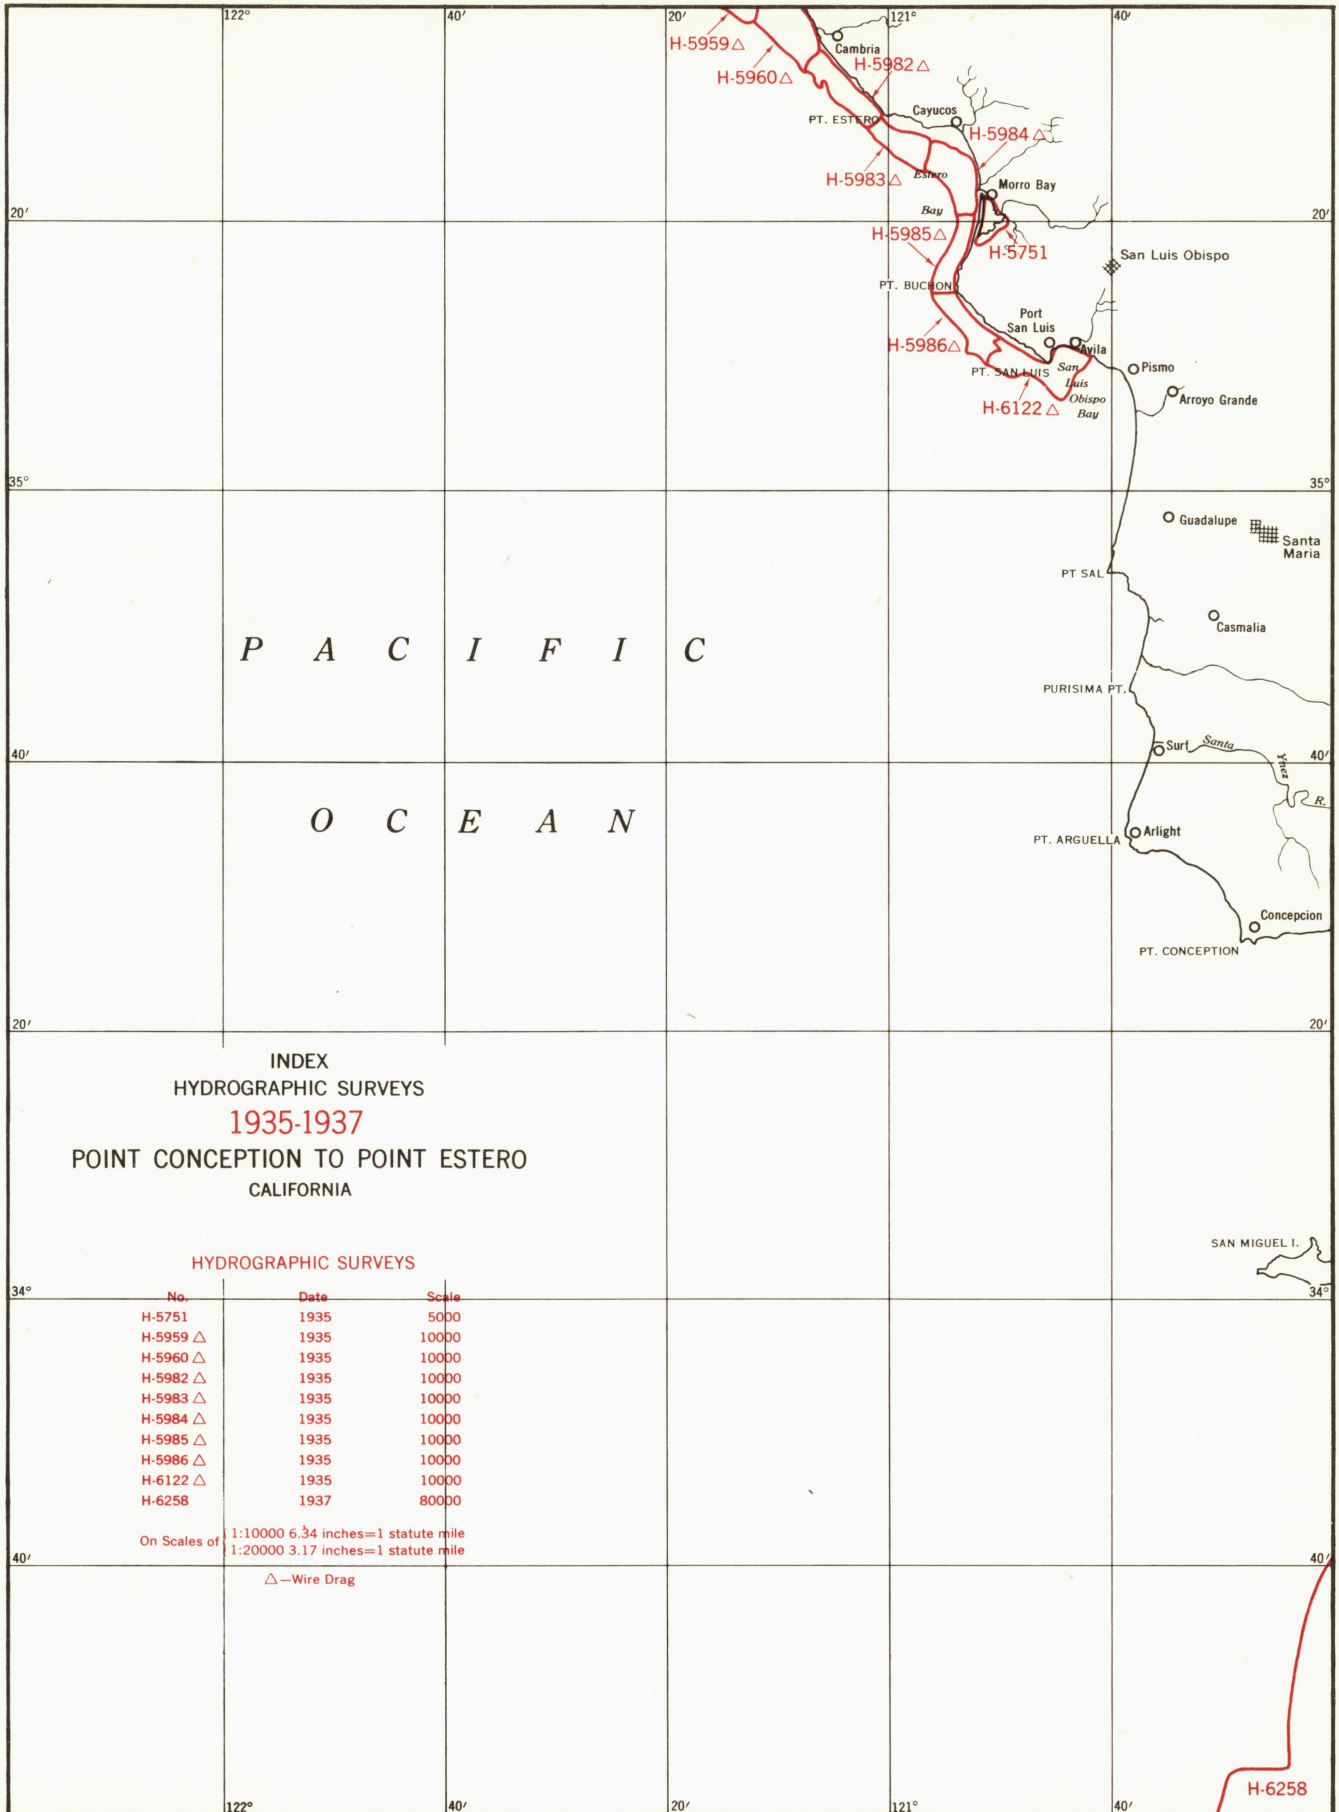 122°
40'
20'
121°
40'
H-5959 △
Cambria
H-5982 △
H-5960 △
PT. ESTERO
Cayucos
H-5984 △
H-5983 △
Estero
Morro Bay
Bay
20'
20'
H-5985 △
H-5751
San Luis Obispo
PT. BUCHON
Port
San Luis
H-5986 △
Avila
PT. SAN LUIS
San
Luis
Obispo
Bay
Pismo
H-6122 △
Arroyo Grande
35°
35°
Guadalupe
Santa
Maria
PT SAL
Casmalia
PACIFIC
PURISIMA PT.
Surf
Santa
Ynez
R.
40'
40'
OCEAN
PT. ARGUELLA
Arlight
Concepcion
PT. CONCEPTION
20'
20'
INDEX
HYDROGRAPHIC SURVEYS
1935-1937
POINT CONCEPTION TO POINT ESTERO
CALIFORNIA
SAN MIGUEL I.
HYDROGRAPHIC SURVEYS
34°
34°
No. Date Scale
H-5751 1935 5000
H-5959 △ 1935 10000
H-5960 △ 1935 10000
H-5982 △ 1935 10000
H-5983 △ 1935 10000
H-5984 △ 1935 10000
H-5985 △ 1935 10000
H-5986 △ 1935 10000
H-6122 △ 1935 10000
H-6258 1937 80000
On Scales of
1:10000 6.34 inches=1 statute mile
1:20000 3.17 inches=1 statute mile
△—Wire Drag
40'
40'
H-6258
122°
40'
20'
121°
40'